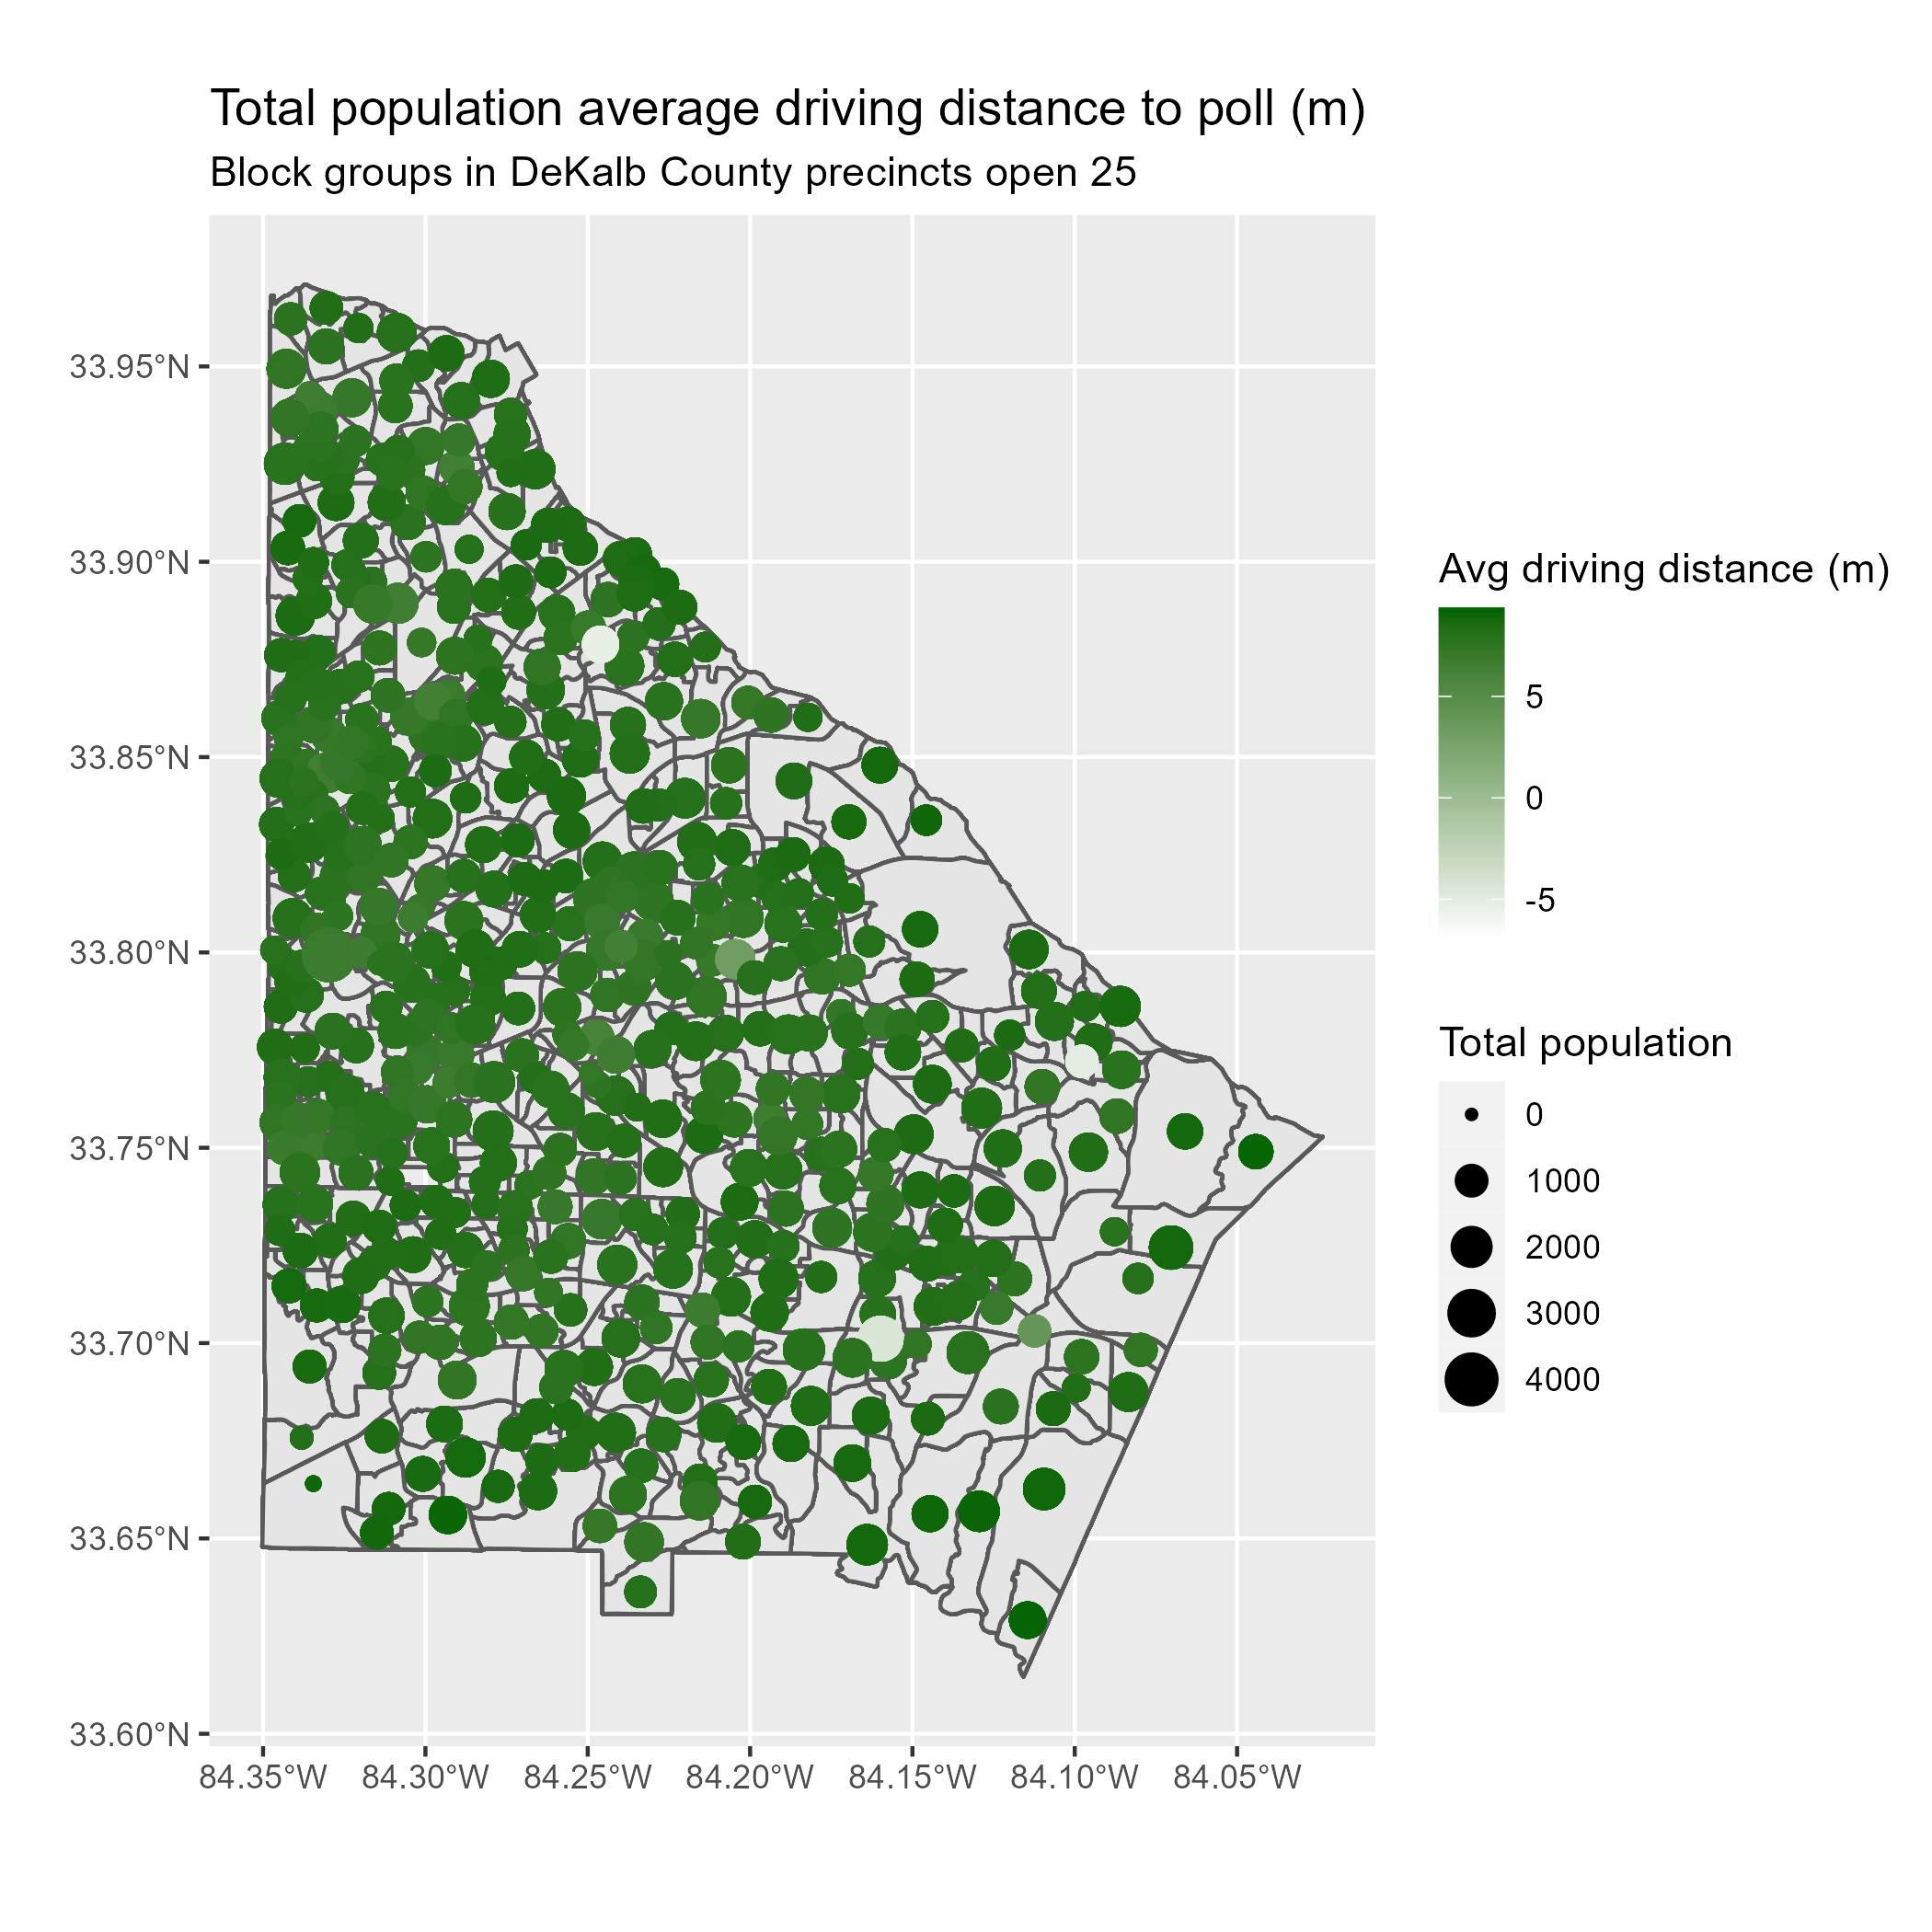 Total population average driving distance to poll (m)
Block groups in DeKalb County precincts open 25
33.95°N
33.90°N
33.85°N
33.80°N
33.75°N
33.70°N
33.65°N
33.60°N
84.35°W
84.30°W
84.25°W
84.20°W
84.15°W
84.10°W
84.05°W
Avg driving distance (m)
5
0
-5
Total population
0
1000
2000
3000
4000